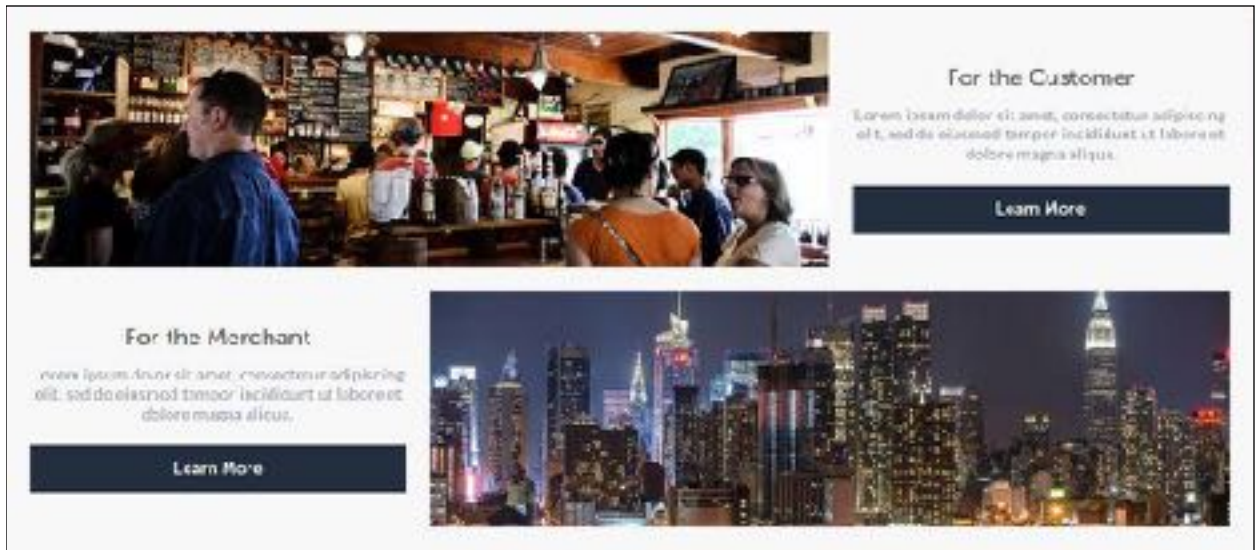 For the Customer
Lorem ipsum dolor sit amet, consectetur adipiscing
elit, sed do eiusmod tempor incididunt ut labore et
dolore magna aliqua.
Learn More
For the Merchant
Lorem ipsum dolor sit amet, consectetur adipiscing
elit, sed do eiusmod tempor incididunt ut labore et
dolore magna aliqua.
Learn More